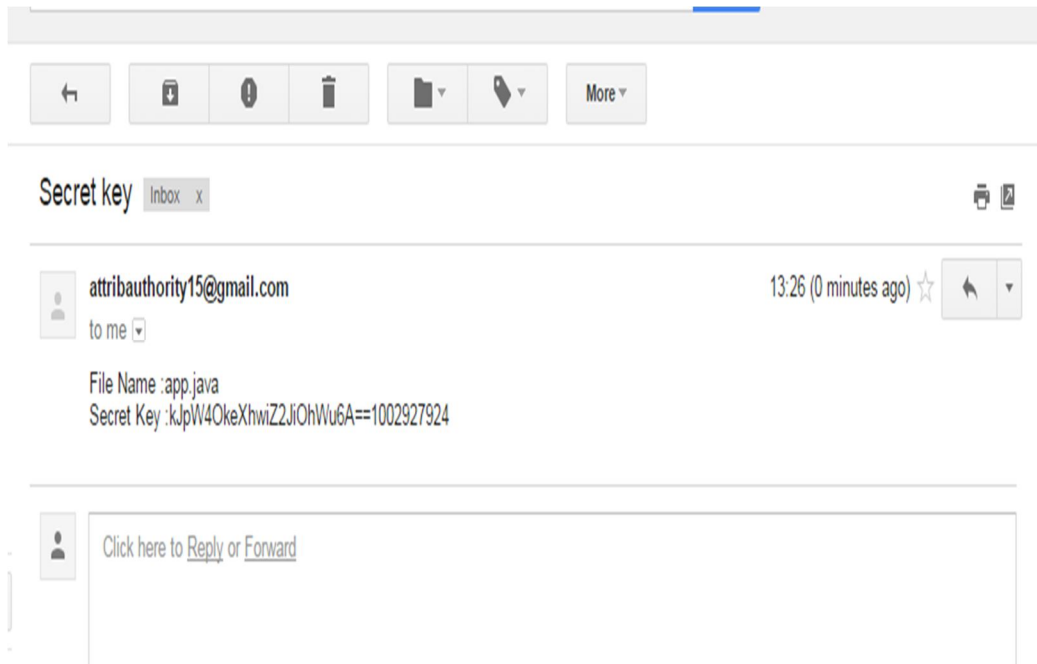 More
Secret key Inbox x
attribauthority15@gmail.com 13:26 (0 minutes ago)
to me
File Name :app.java
Secret Key :kJpW4OkeXhwiZ2JiOhWu6A==1002927924
Click here to Reply or Forward